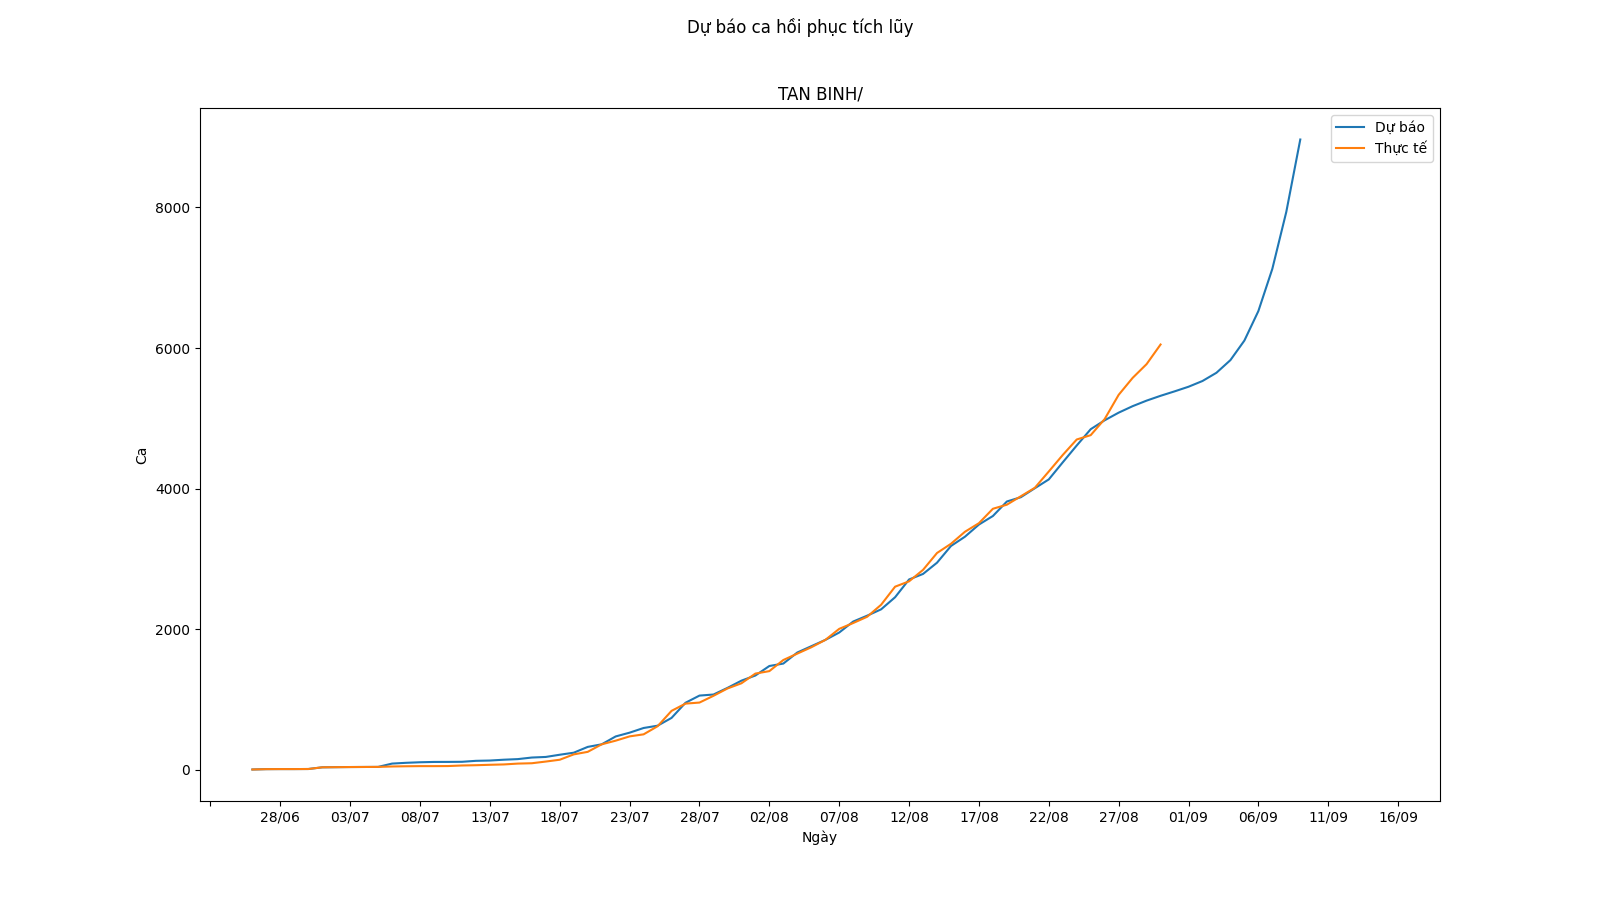 Dự báo ca hồi phục tích lũy
TAN BINH/
Dự báo
Thực tế
8000
6000
4000
2000
0
Ca
28/06 03/07 08/07 13/07 18/07 23/07 28/07 02/08 07/08 12/08 17/08 22/08 27/08 01/09 06/09 11/09 16/09
Ngày